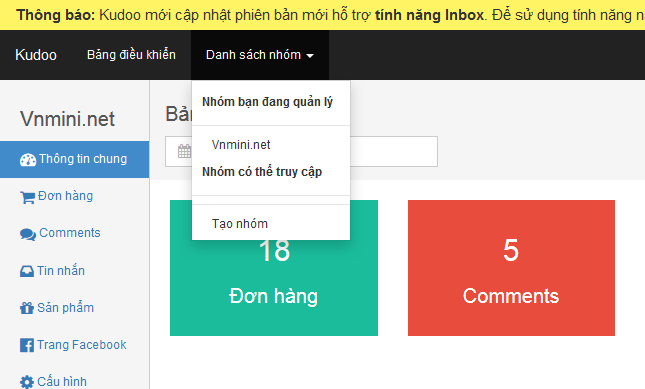 Thông báo: Kudoo mới cập nhật phiên bản mới hỗ trợ tính năng Inbox. Để sử dụng tính năng
Kudoo Bảng điều khiển Danh sách nhóm
Vnmini.net
Thông tin chung
Đơn hàng
Comments
Tin nhắn
Sản phẩm
Trang Facebook
Cấu hình
Nhóm bạn đang quản lý
Vnmini.net
Nhóm có thể truy cập
Tạo nhóm
18
Đơn hàng
5
Comments